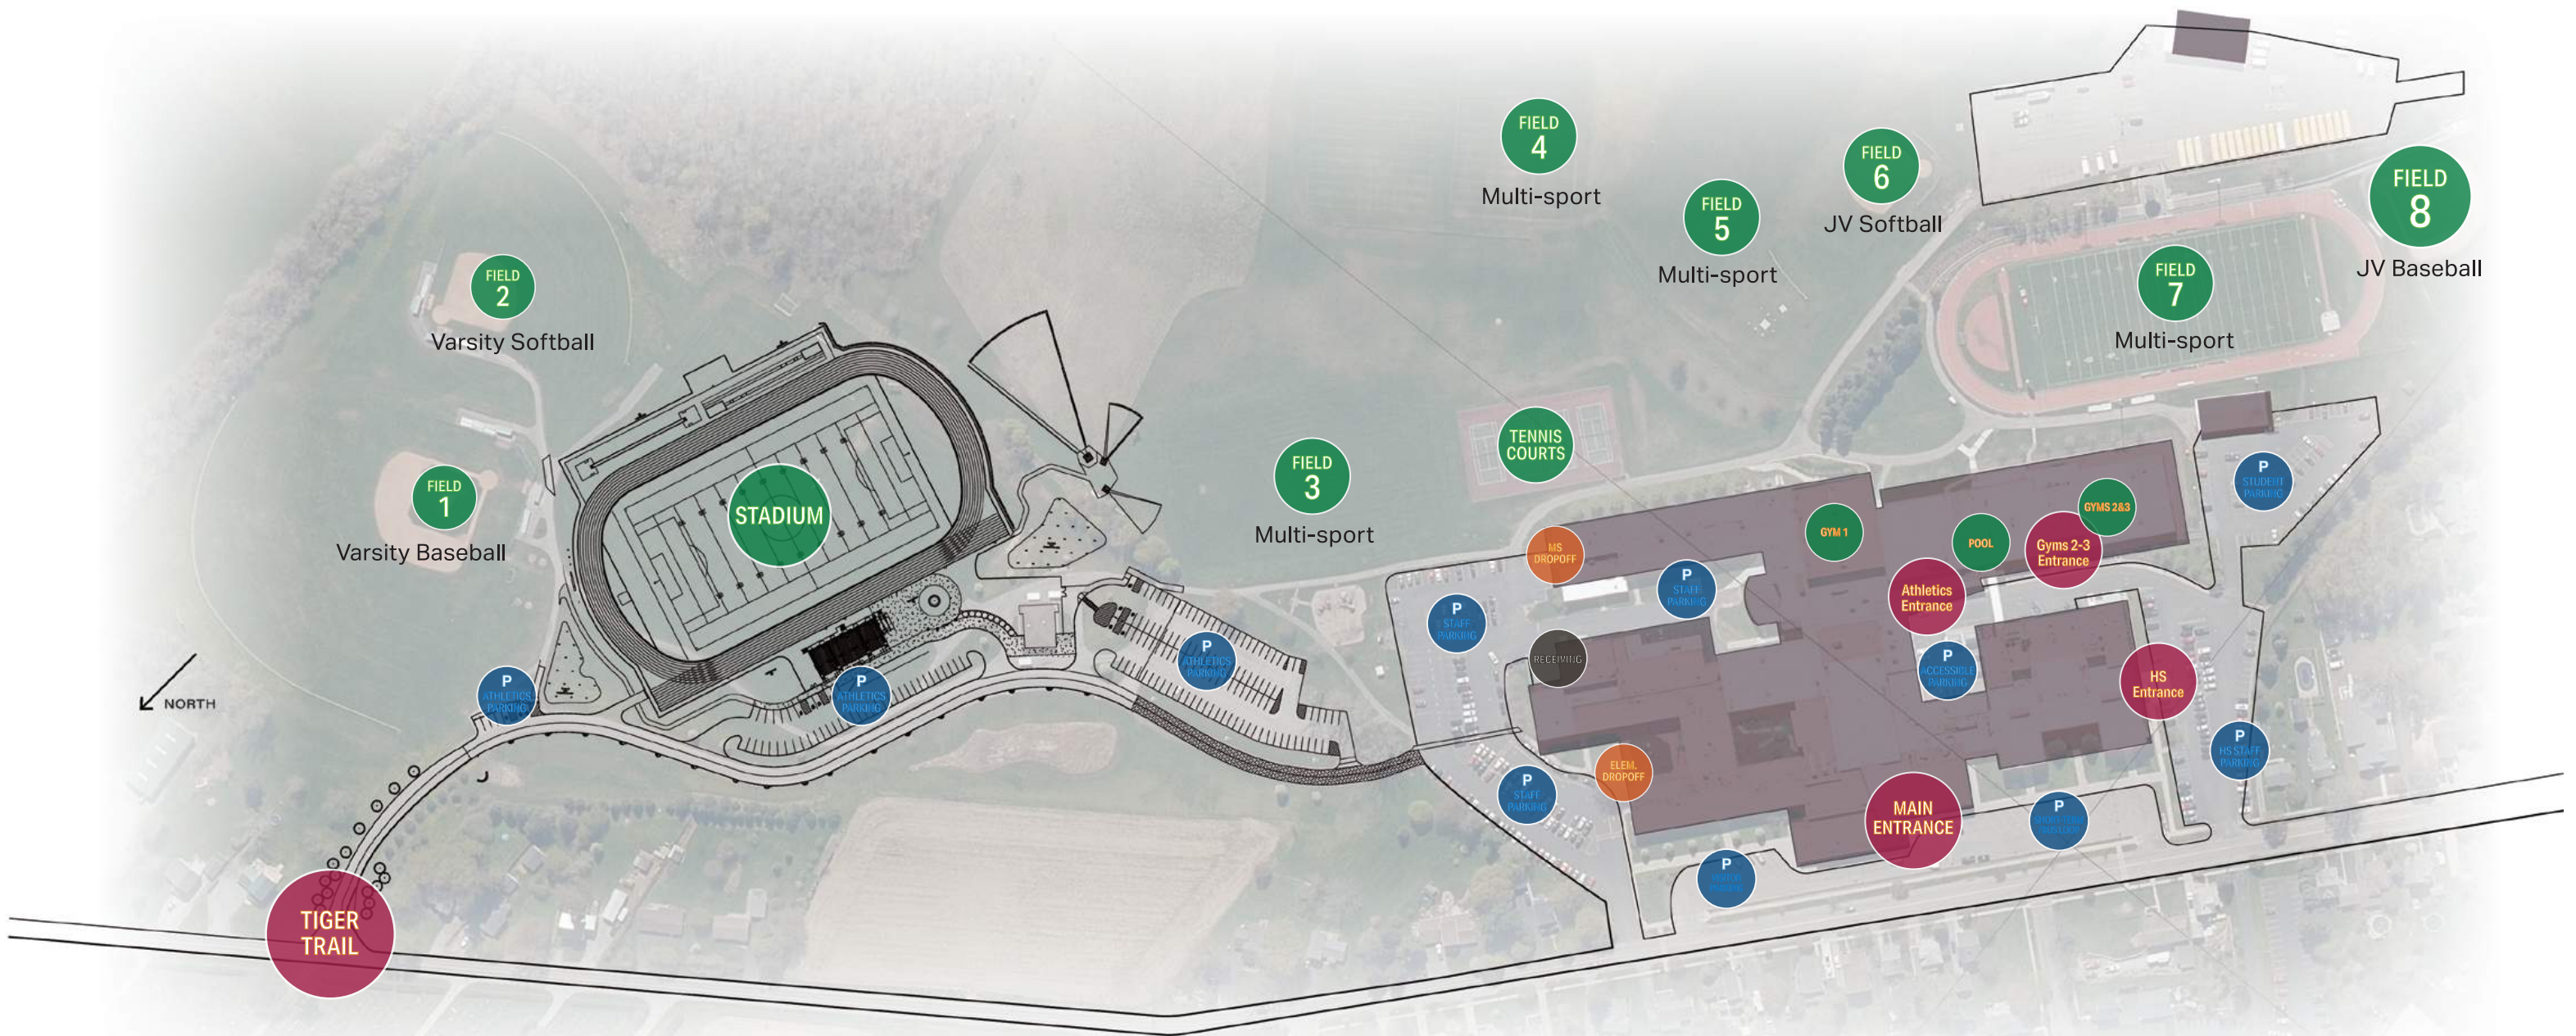 FIELD
4
Multi-sport
FIELD
6
JV Softball
FIELD
8
JV Baseball
FIELD
5
Multi-sport
FIELD
7
Multi-sport
FIELD
2
Varsity Softball
FIELD
1
Varsity Baseball
STADIUM
FIELD
3
Multi-sport
TENNIS
COURTS
MS
DROPOFF
GYM 1
POOL
GYMS 2&3
Gyms 2-3
Entrance
Athletics
Entrance
P
STUDENT
PARKING
P
STAFF
PARKING
P
STAFF
PARKING
RECEIVING
P
ACCESSIBLE
PARKING
HS
Entrance
P
ATHLETICS
PARKING
P
ATHLETICS
PARKING
P
ATHLETICS
PARKING
NORTH
P
HS STAFF
PARKING
ELEM.
DROPOFF
P
STAFF
PARKING
MAIN
ENTRANCE
P
P
VISITOR
PARKING
TIGER
TRAIL